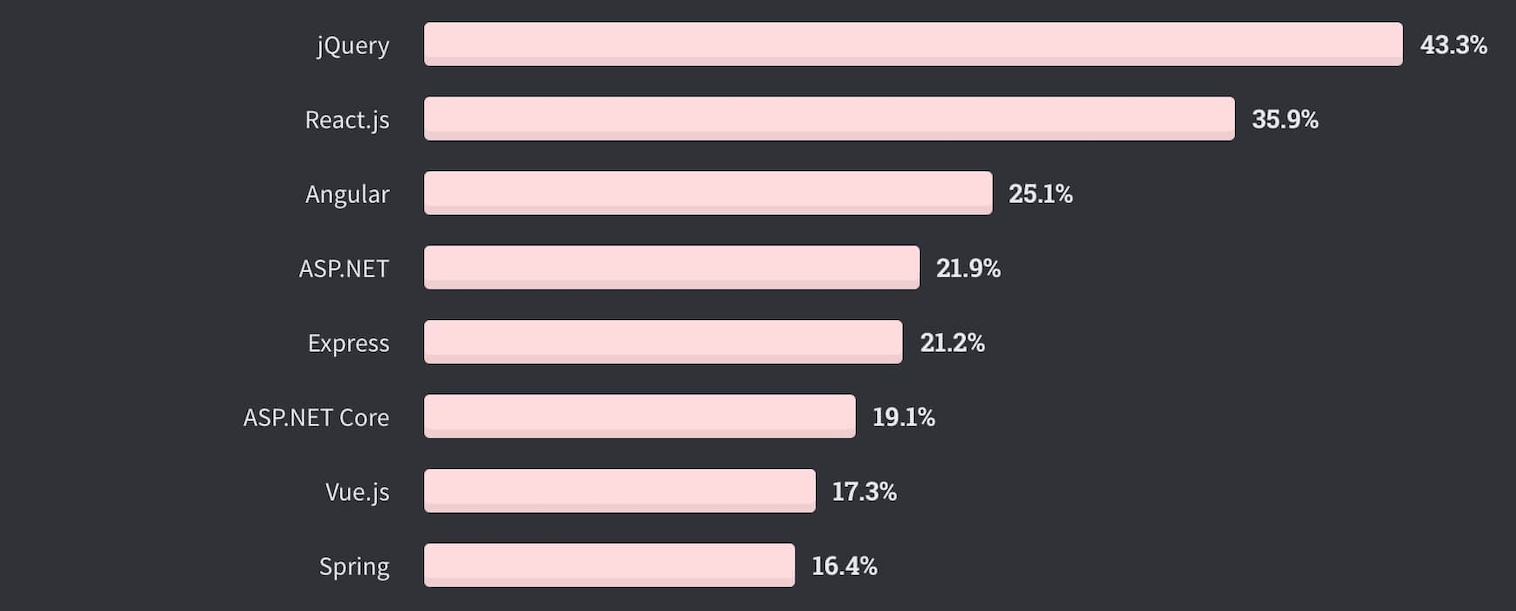 jQuery 43.3%
React.js 35.9%
Angular 25.1%
ASP.NET 21.9%
Express 21.2%
ASP.NET Core 19.1%
Vue.js 17.3%
Spring 16.4%